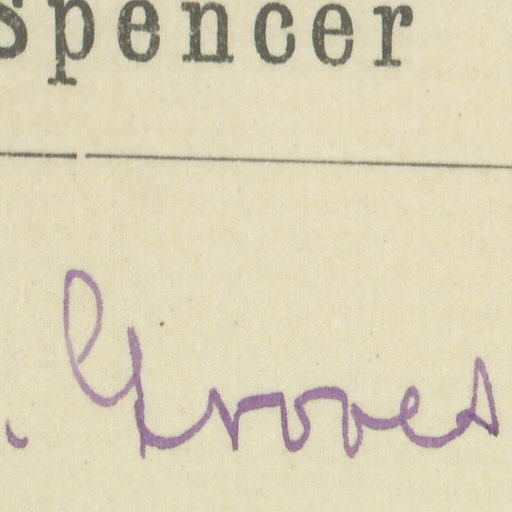 Spencer
. Groves